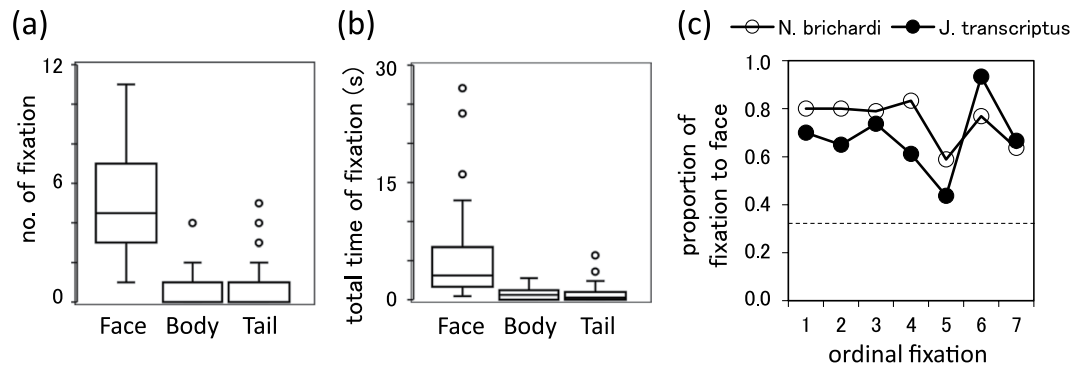 (a)
12
6
0
no. of fixation
Face Body Tail
(b)
30
15
0
total time of fixation (s)
Face Body Tail
(c)
N. brichardi J. transcriptus
1.0
0.8
0.6
0.4
0.2
0.0
proportion of
fixation to face
1 2 3 4 5 6 7
ordinal fixation